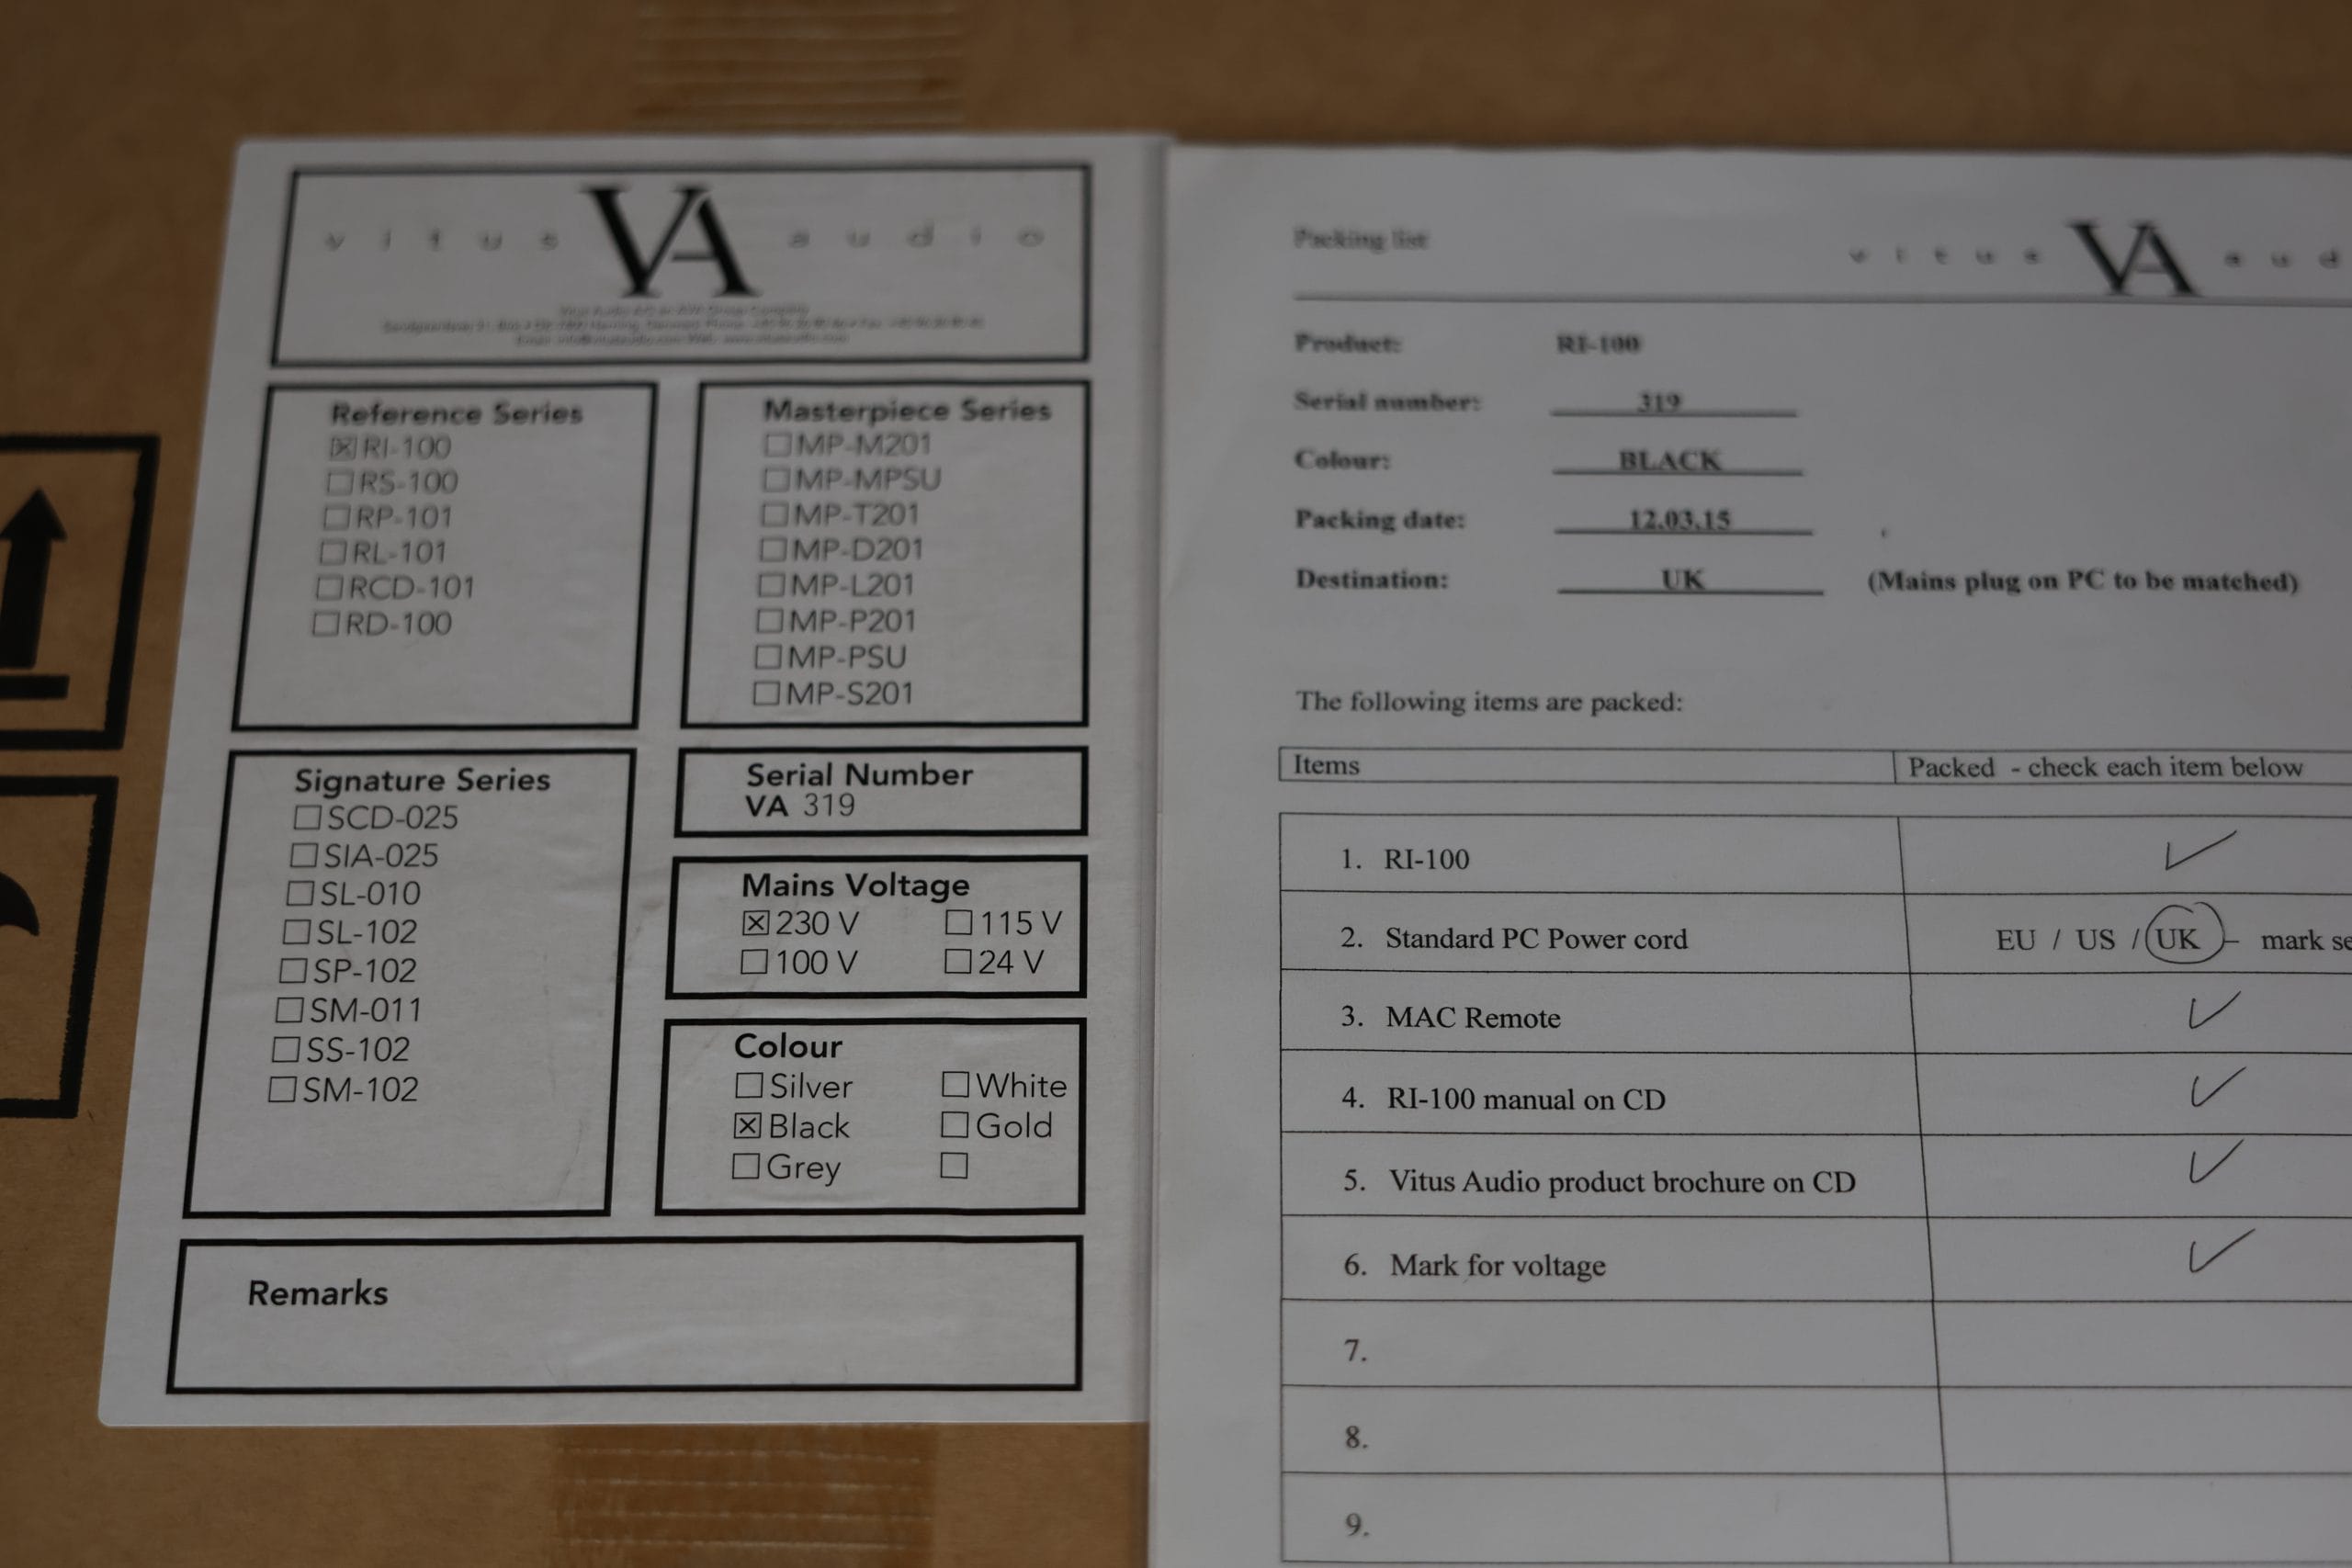 vitus VA audio
Reference Series
☒ RI-100
☐ RS-100
☐ RP-101
☐ RL-101
☐ RCD-101
☐ RD-100
Masterpiece Series
☐ MP-M201
☐ MP-MPSU
☐ MP-T201
☐ MP-D201
☐ MP-L201
☐ MP-P201
☐ MP-PSU
☐ MP-S201
Signature Series
☐ SCD-025
☐ SIA-025
☐ SL-010
☐ SL-102
☐ SP-102
☐ SM-011
☐ SS-102
☐ SM-102
Serial Number
VA 319
Mains Voltage
☒ 230 V ☐ 115 V
☐ 100 V ☐ 24 V
Colour
☐ Silver ☐ White
☒ Black ☐ Gold
☐ Grey ☐
Remarks
Packing list vitus VA aud
Product: RI-100
Serial number: 319
Colour: BLACK
Packing date: 12.03.15
Destination: UK (Mains plug on PC to be matched)
The following items are packed:
Items Packed - check each item below
1. RI-100 ✓
2. Standard PC Power cord EU / US / UK – mark se
3. MAC Remote ✓
4. RI-100 manual on CD ✓
5. Vitus Audio product brochure on CD ✓
6. Mark for voltage ✓
7.
8.
9.